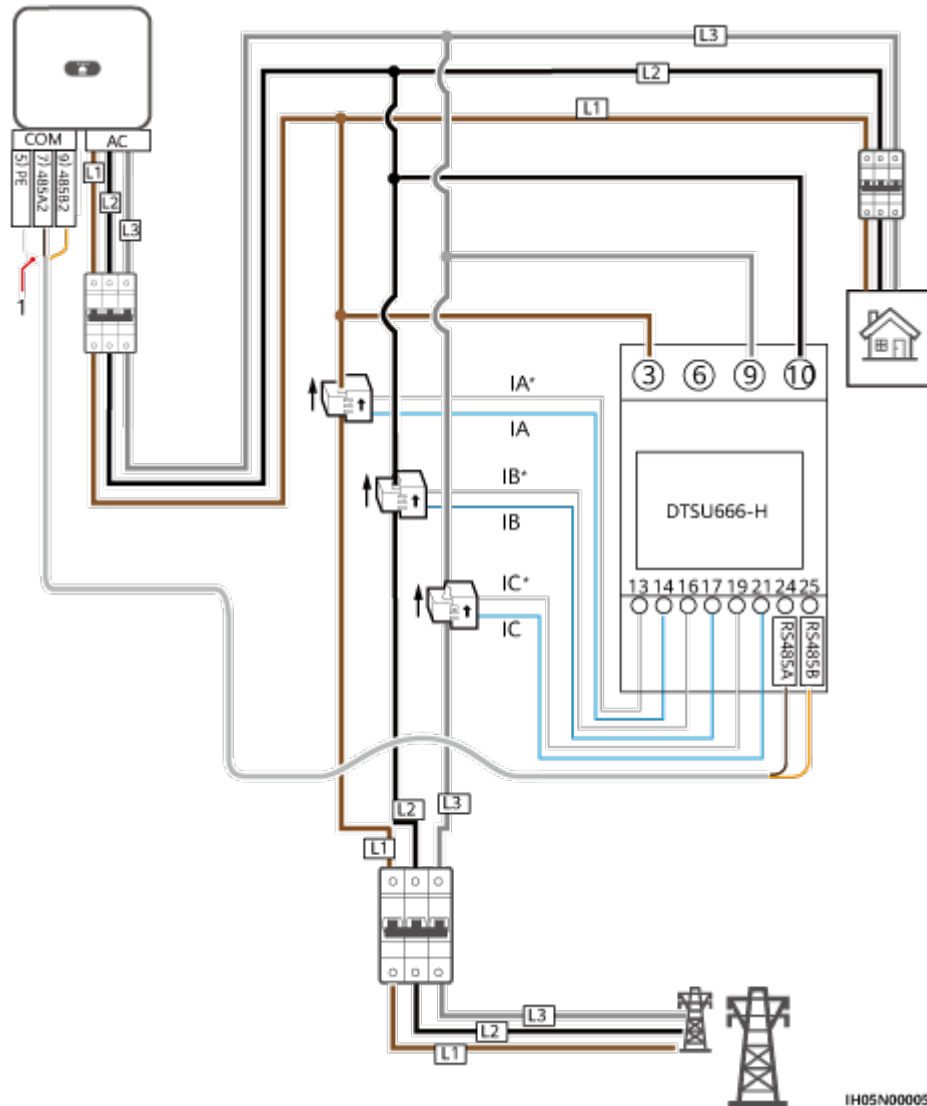 L3
L2
L1
COM
AC
5) PE
7) 485A2
9) 485B2
L1
L2
L3
1
3
6
9
10
IA*
IA
IB*
IB
IC*
IC
DTSU666-H
13 14 16 17 19 21 24 25
RS485A
RS485B
L2
L3
L1
L3
L2
L1
IH05N00005